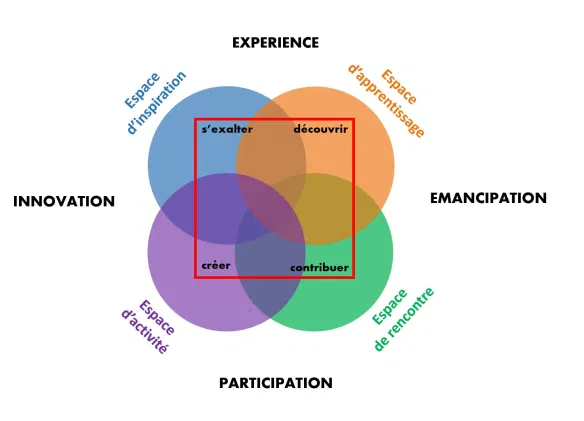 EXPERIENCE
Espace
d'inspiration
Espace
d'apprentissage
s'exalter
découvrir
INNOVATION
EMANCIPATION
créer
contribuer
Espace
d'activité
Espace
de rencontre
PARTICIPATION